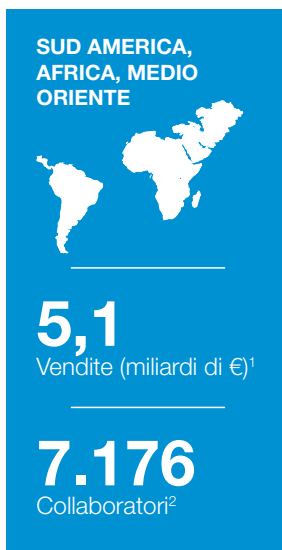 SUD AMERICA,
AFRICA, MEDIO
ORIENTE
5,1
Vendite (miliardi di €)¹
7.176
Collaboratori²